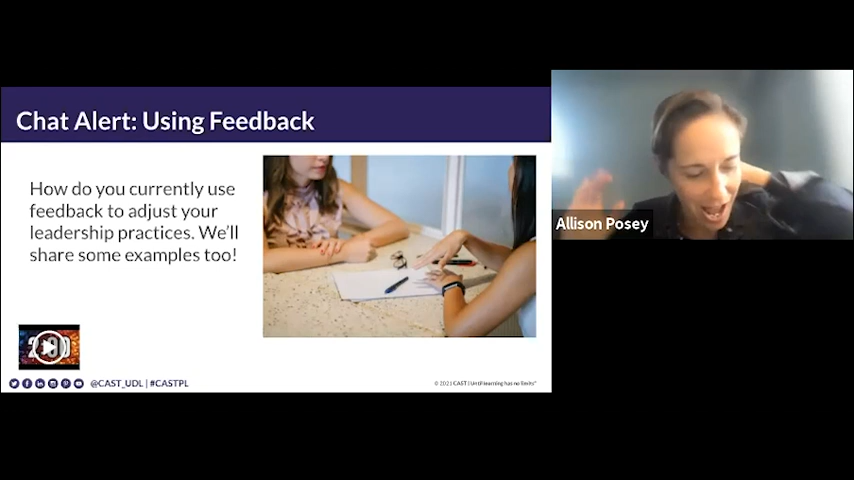 Chat Alert: Using Feedback
How do you currently use
feedback to adjust your
leadership practices. We'll
share some examples too!
@CAST_UDL | #CASTPL
© 2021 CAST | Until learning has no limits
Allison Posey